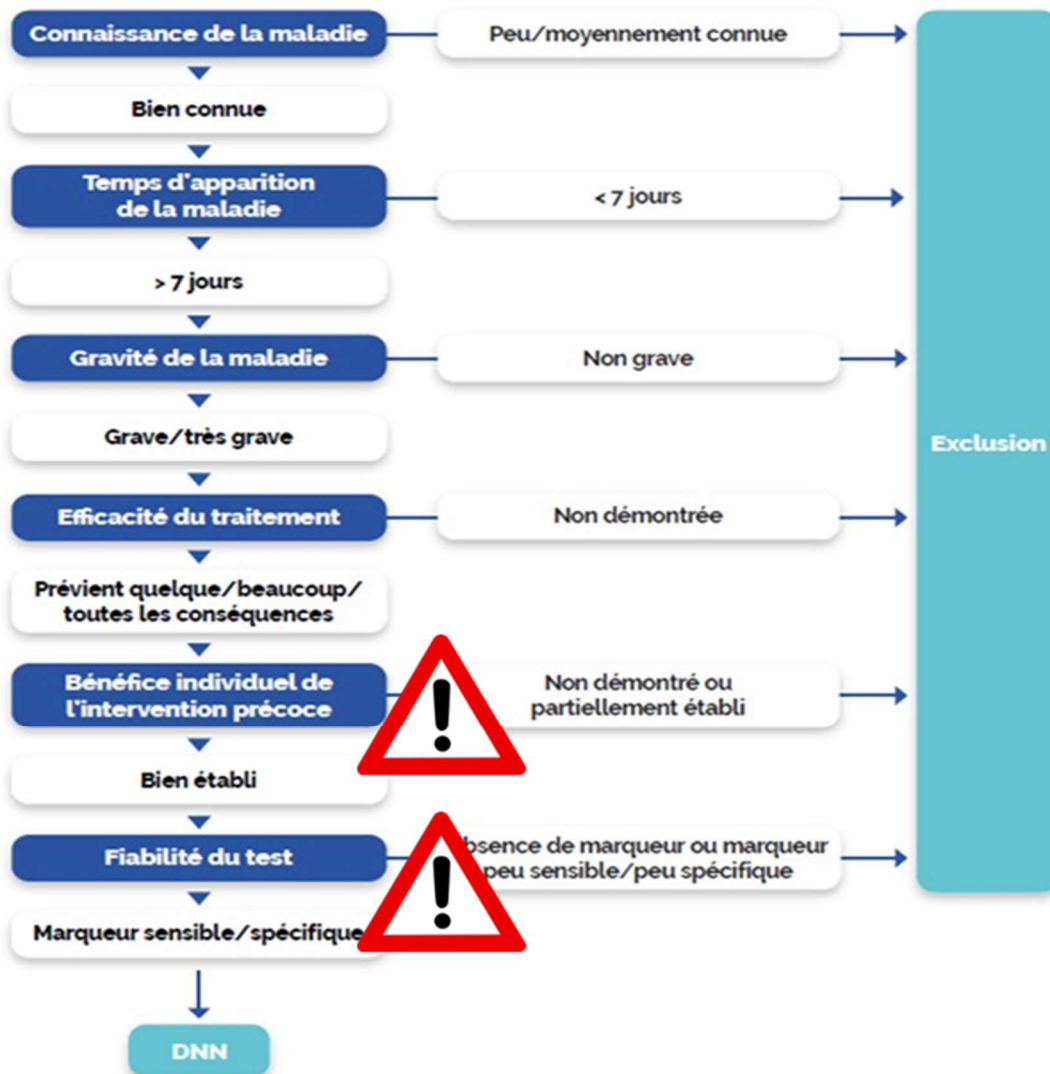 Connaissance de la maladie
Peu/moyennement connue
Bien connue
Temps d'apparition
de la maladie
< 7 jours
> 7 jours
Gravité de la maladie
Non grave
Grave/très grave
Exclusion
Efficacité du traitement
Non démontrée
Prévient quelque/beaucoup/
toutes les conséquences
Bénéfice individuel de
l'intervention précoce
!
Non démontré ou
partiellement établi
Bien établi
Fiabilité du test
!
bsence de marqueur ou marqueur
peu sensible/peu spécifique
Marqueur sensible/spécifique
DNN